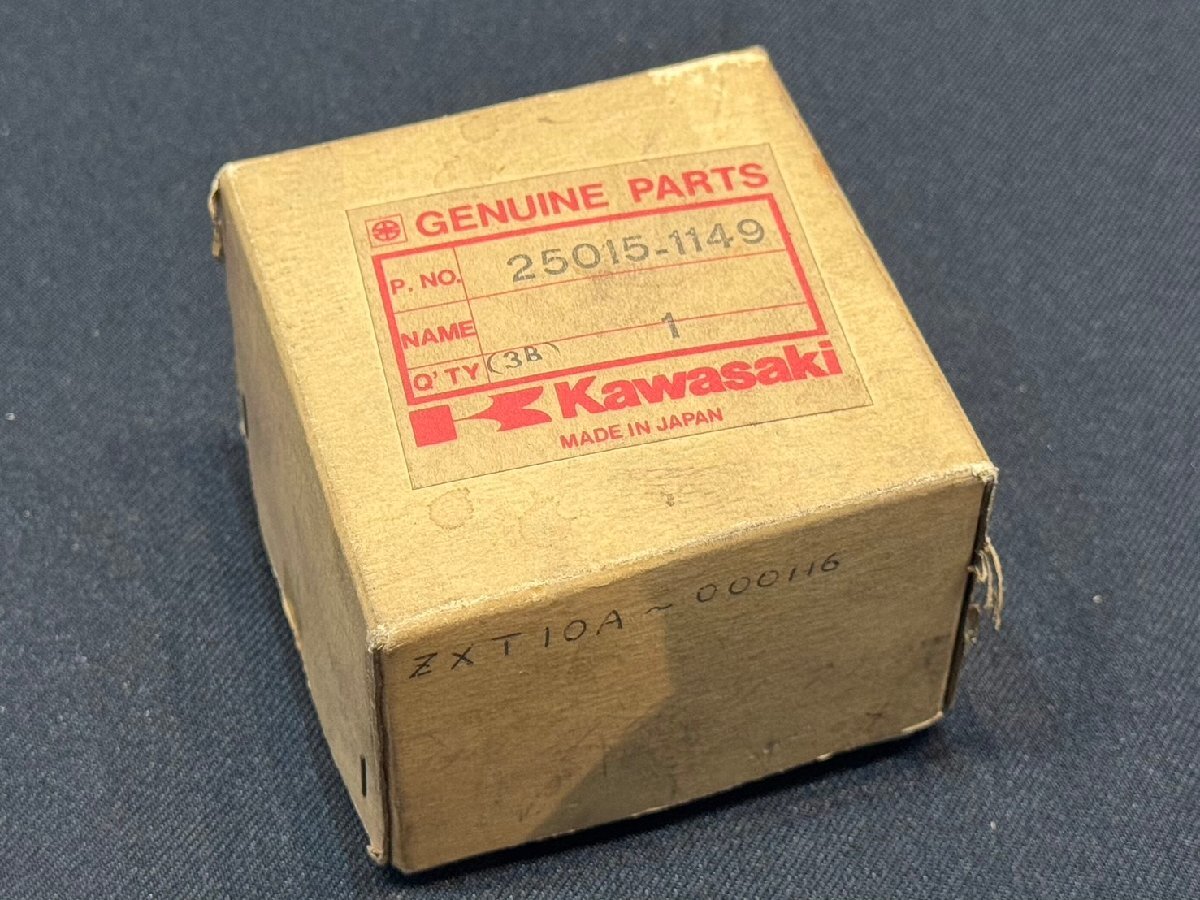 GENUINE PARTS
P. NO. 25015-1149
NAME
Q'TY (3B) 1
Kawasaki
MADE IN JAPAN
ZXT10A~000116